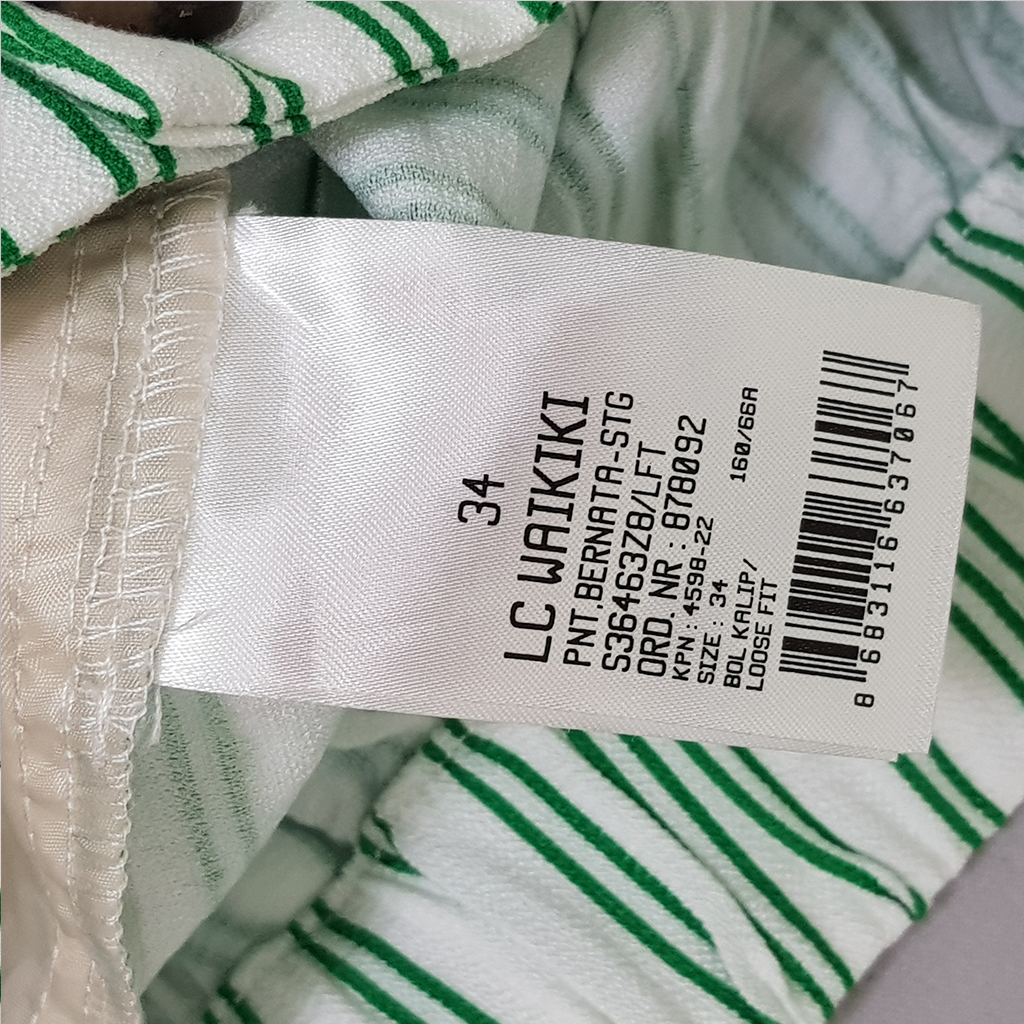 34
LC WAIKIKI
PNT.BERNATA-STG
S36463Z8/LFT
ORD. NR : 878092
KPN : 4598-22
SIZE : 34
160/66A
BOL KALIP/
LOOSE FIT
8 683116 637067